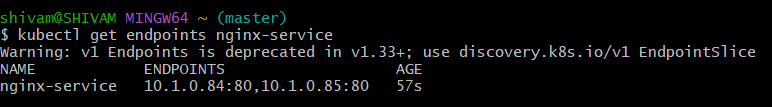 shivam@SHIVAM MINGW64 ~ (master)
$ kubectl get endpoints nginx-service
Warning: v1 Endpoints is deprecated in v1.33+; use discovery.k8s.io/v1 EndpointSlice
NAME            ENDPOINTS                     AGE
nginx-service   10.1.0.84:80,10.1.0.85:80   57s